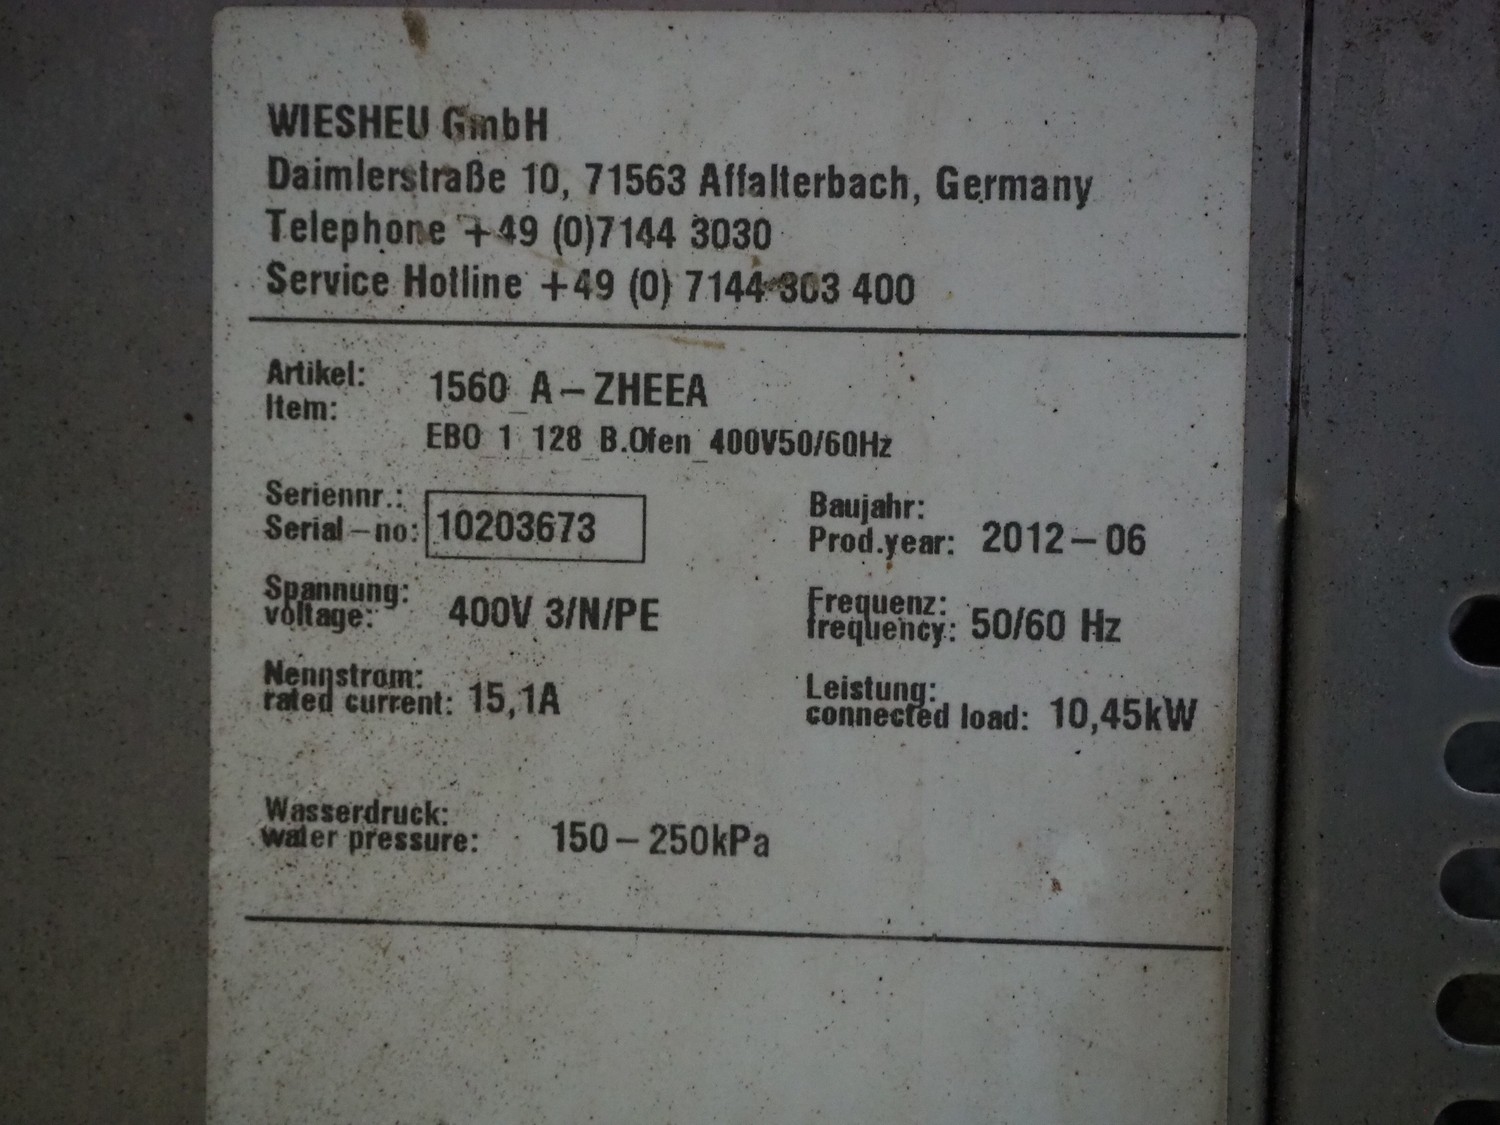 WIESHEU GmbH
Daimlerstraße 10, 71563 Affalterbach, Germany
Telephone +49 (0)7144 3030
Service Hotline +49 (0) 7144 303 400
Artikel:
Item:
1560_A-ZHEEA
EBO_1_128_B.Ofen_400V50/60Hz
Seriennr.:
Serial-no: 10203673
Baujahr:
Prod.year: 2012-06
Spannung:
voltage: 400V 3/N/PE
Frequenz:
frequency: 50/60 Hz
Nennstrom:
rated current: 15,1A
Leistung:
connected load: 10,45kW
Wasserdruck:
water pressure: 150-250kPa